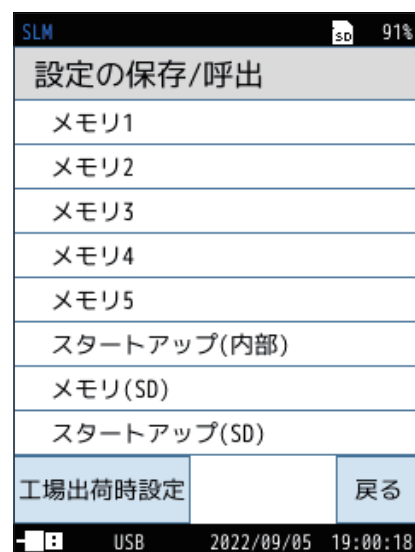 SLM SD 91%
設定の保存/呼出
メモリ1
メモリ2
メモリ3
メモリ4
メモリ5
スタートアップ(内部)
メモリ(SD)
スタートアップ(SD)
工場出荷時設定 戻る
USB 2022/09/05 19:00:18